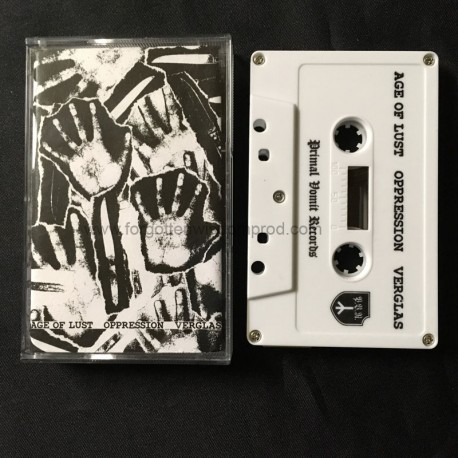 AGE OF LUST OPPRESSION VERGLAS
AGE OF LUST OPPRESSION VERGLAS
Primal Vomit Records
P.V.R.